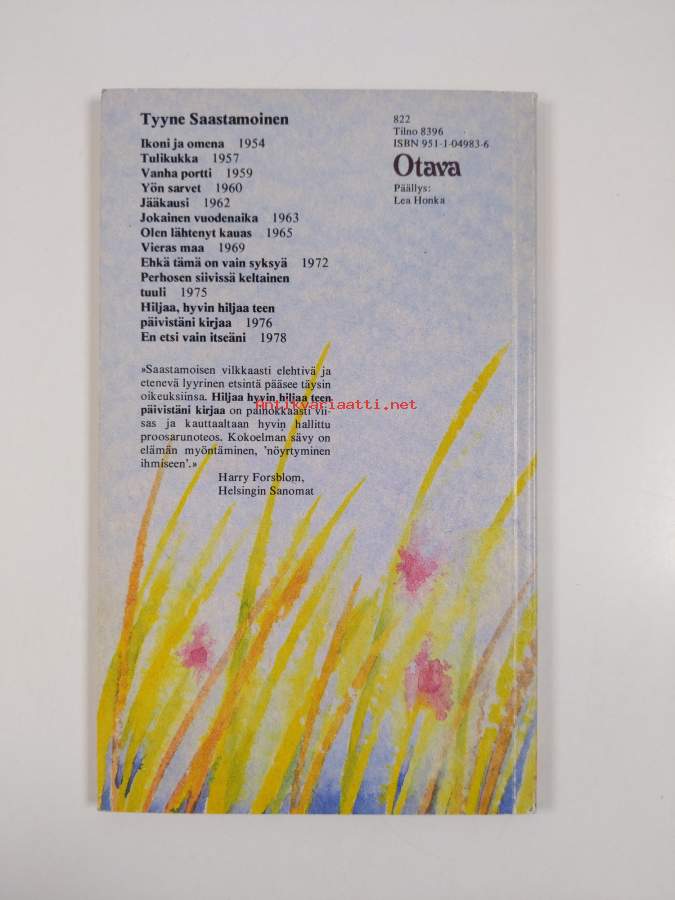 Tyyne Saastamoinen
Ikoni ja omena 1954
Tulikukka 1957
Vanha portti 1959
Yön sarvet 1960
Jääkausi 1962
Jokainen vuodenaika 1963
Olen lähtenyt kauas 1965
Vieras maa 1969
Ehkä tämä on vain syksyä 1972
Perhosen siivissä keltainen
tuuli 1975
Hiljaa, hyvin hiljaa teen
päivistäni kirjaa 1976
En etsi vain itseäni 1978
»Saastamoisen vilkkaasti elehtivä ja
etenevä lyyrinen etsintä pääsee täysin
oikeuksiinsa. Hiljaa hyvin hiljaa teen
päivistäni kirjaa on painokkaasti vii-
sas ja kauttaaltaan hyvin hallittu
proosarunoteos. Kokoelman sävy on
elämän myöntäminen, 'nöyrtyminen
ihmiseen'.»
Harry Forsblom,
Helsingin Sanomat
822
Tilno 8396
ISBN 951-1-04983-6
Otava
Päällys:
Lea Honka
Antikvariaatti.net